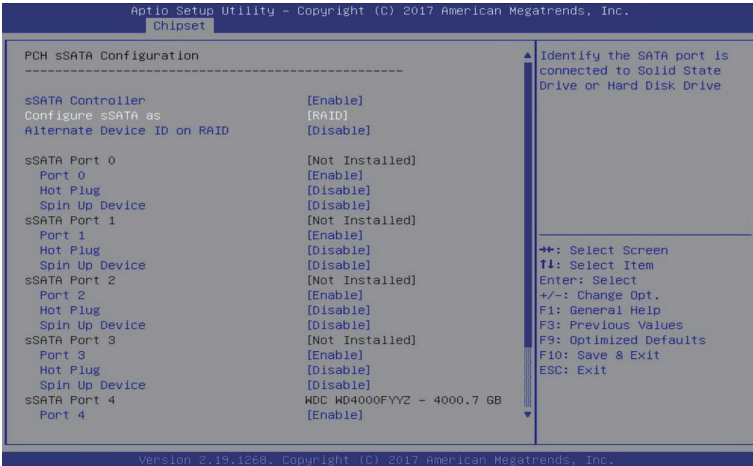 Aptio Setup Utility – Copyright (C) 2017 American Megatrends, Inc.
Chipset
PCH sSATA Configuration
--------------------------------------------------
sSATA Controller [Enable]
Configure sSATA as [RAID]
Alternate Device ID on RAID [Disable]
sSATA Port 0 [Not Installed]
Port 0 [Enable]
Hot Plug [Disable]
Spin Up Device [Disable]
sSATA Port 1 [Not Installed]
Port 1 [Enable]
Hot Plug [Disable]
Spin Up Device [Disable]
sSATA Port 2 [Not Installed]
Port 2 [Enable]
Hot Plug [Disable]
Spin Up Device [Disable]
sSATA Port 3 [Not Installed]
Port 3 [Enable]
Hot Plug [Disable]
Spin Up Device [Disable]
sSATA Port 4 WDC WD4000FYYZ - 4000.7 GB
Port 4 [Enable]
Identify the SATA port is
connected to Solid State
Drive or Hard Disk Drive
→←: Select Screen
↑↓: Select Item
Enter: Select
+/-: Change Opt.
F1: General Help
F3: Previous Values
F9: Optimized Defaults
F10: Save & Exit
ESC: Exit
Version 2.19.1268. Copyright (C) 2017 American Megatrends, Inc.